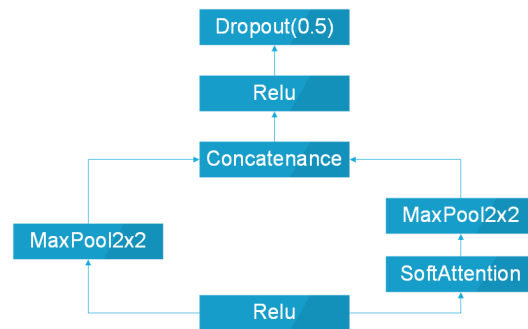 Dropout(0.5)
Relu
Concatenance
MaxPool2x2
MaxPool2x2
SoftAttention
Relu